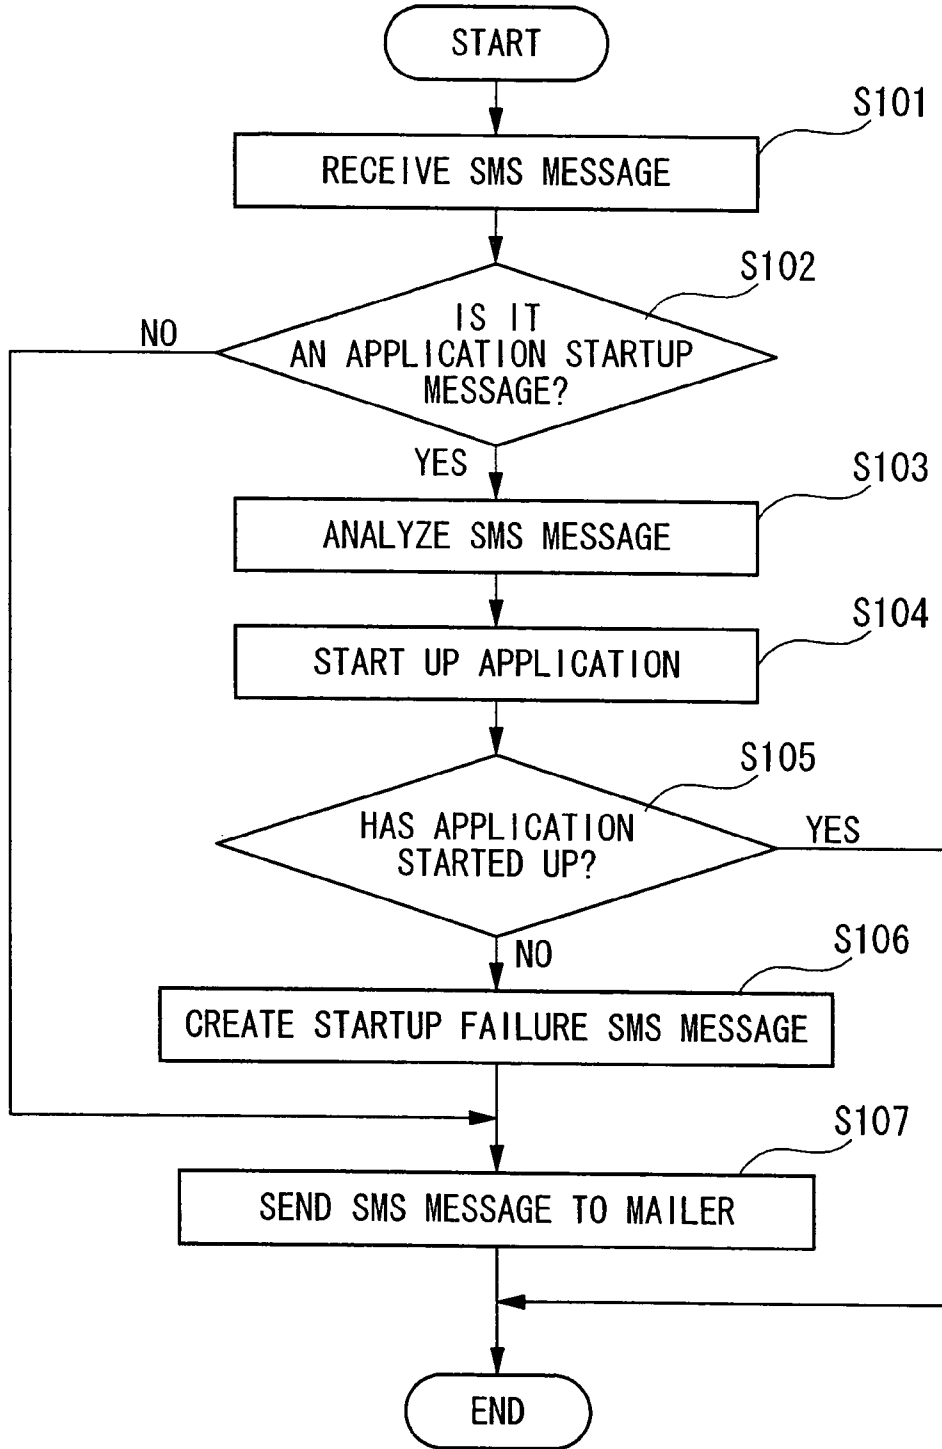 START
S101
RECEIVE SMS MESSAGE
S102
NO
IS IT
AN APPLICATION STARTUP
MESSAGE?
YES
S103
ANALYZE SMS MESSAGE
S104
START UP APPLICATION
S105
HAS APPLICATION
STARTED UP?
YES
NO
S106
CREATE STARTUP FAILURE SMS MESSAGE
S107
SEND SMS MESSAGE TO MAILER
END